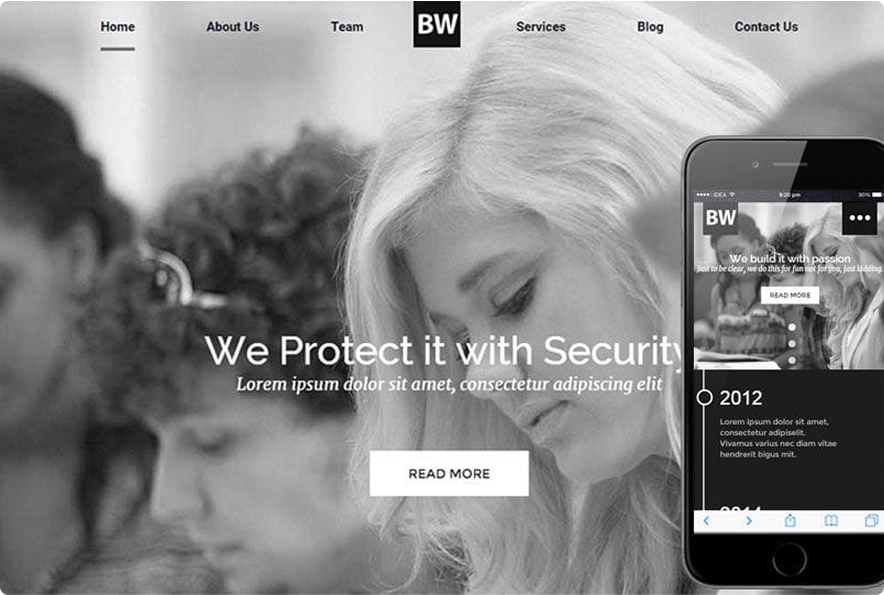 Home About Us Team BW Services Blog Contact Us
We Protect it with Security
Lorem ipsum dolor sit amet, consectetur adipiscing elit
READ MORE
IDEA 9:20 pm 90%
BW
We build it with passion
Just to be clear, we do this for fun not for you, just kidding.
READ MORE
2012
Lorem ipsum dolor sit amet,
consectetur adipiselit.
Vivamus varius nec diam vitae
hendrerit bigus mit.
2014